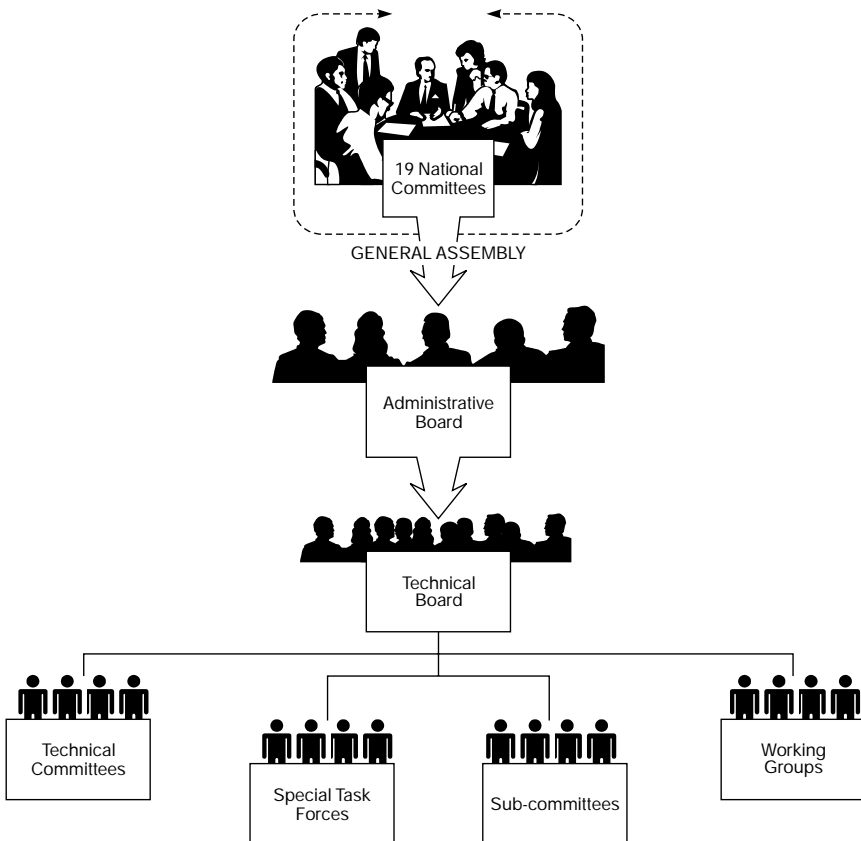 19 National
Committees
GENERAL ASSEMBLY
Administrative
Board
Technical
Board
Technical
Committees
Special Task
Forces
Sub-committees
Working
Groups